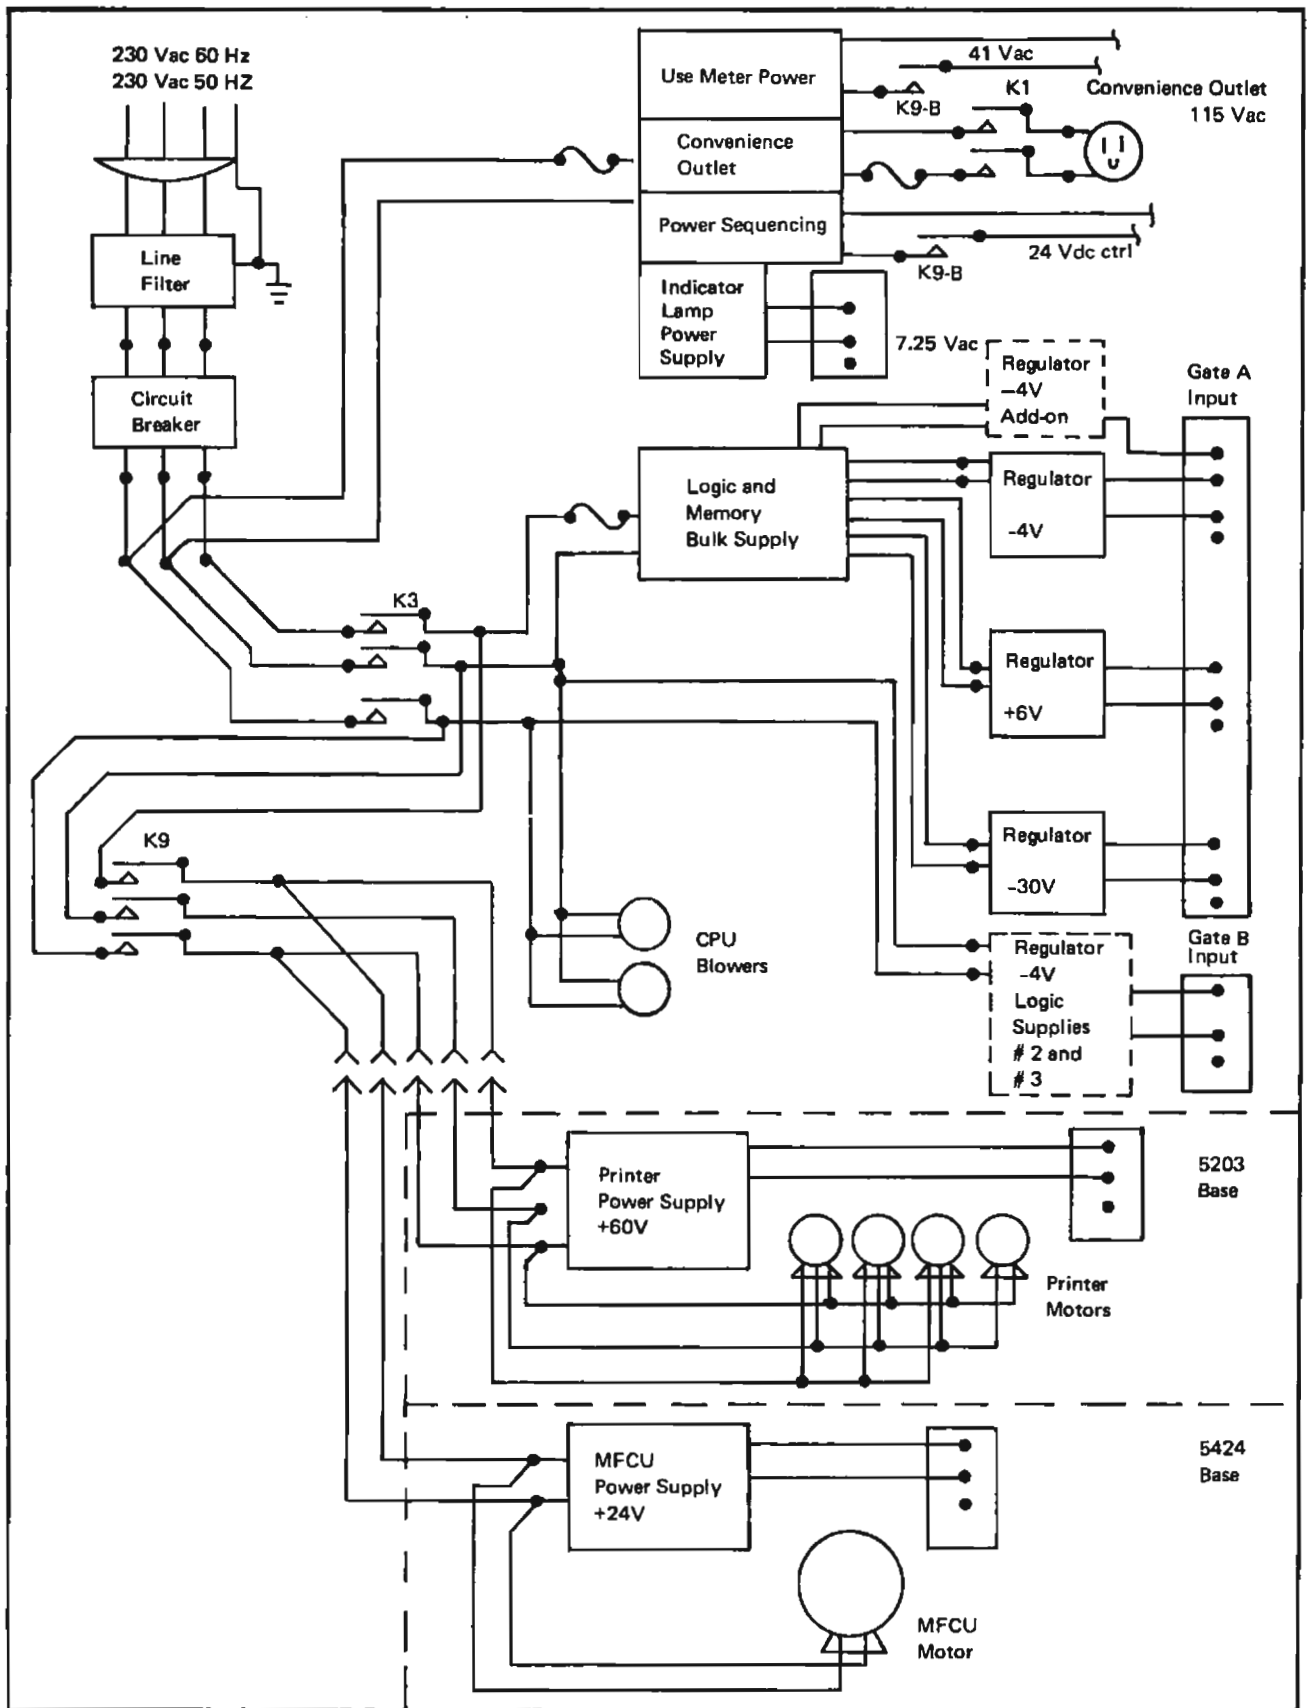 230 Vac 60 Hz
230 Vac 50 HZ
Line
Filter
Circuit
Breaker
Use Meter Power
41 Vac
K9-B
K1
Convenience Outlet
115 Vac
Convenience
Outlet
Power Sequencing
24 Vdc ctrl
K9-B
Indicator
Lamp
Power
Supply
7.25 Vac
Regulator
-4V
Add-on
Gate A
Input
Logic and
Memory
Bulk Supply
Regulator
-4V
K3
Regulator
+6V
K9
Regulator
-30V
CPU
Blowers
Gate B
Input
Regulator
-4V
Logic
Supplies
# 2 and
# 3
Printer
Power Supply
+60V
5203
Base
Printer
Motors
MFCU
Power Supply
+24V
5424
Base
MFCU
Motor